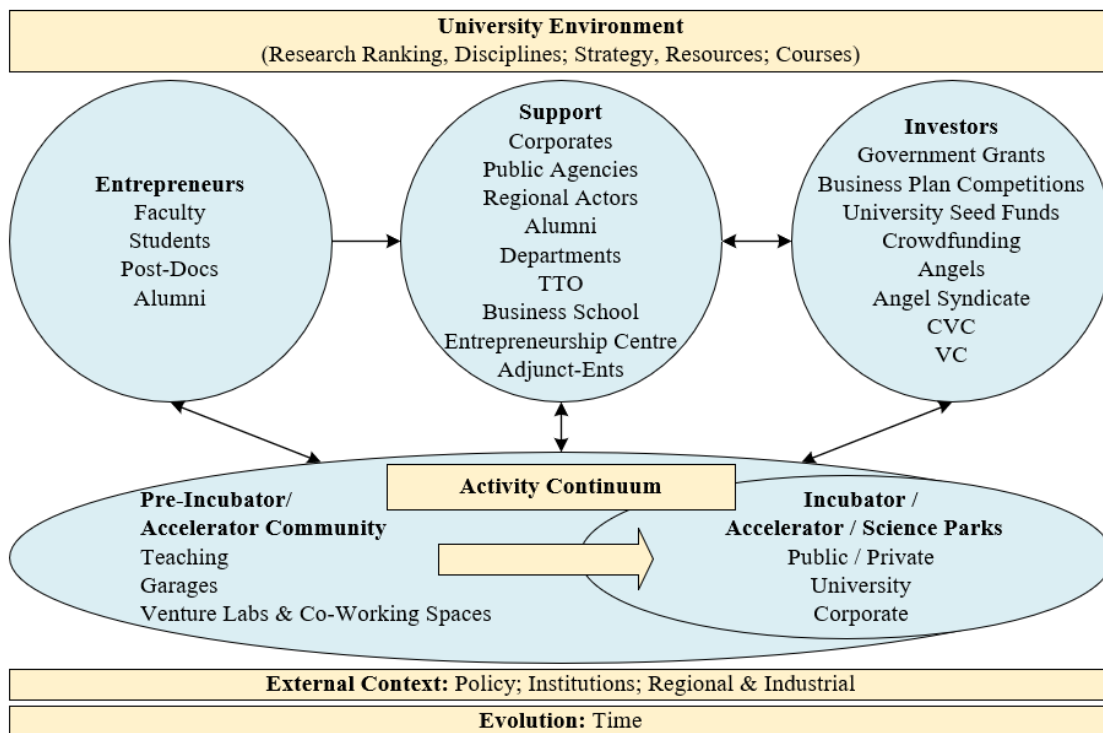 University Environment
(Research Ranking, Disciplines; Strategy, Resources; Courses)
Entrepreneurs
Faculty
Students
Post-Docs
Alumni
Support
Corporates
Public Agencies
Regional Actors
Alumni
Departments
TTO
Business School
Entrepreneurship Centre
Adjunct-Ents
Investors
Government Grants
Business Plan Competitions
University Seed Funds
Crowdfunding
Angels
Angel Syndicate
CVC
VC
Activity Continuum
Pre-Incubator/
Accelerator Community
Teaching
Garages
Venture Labs & Co-Working Spaces
Incubator /
Accelerator / Science Parks
Public / Private
University
Corporate
External Context: Policy; Institutions; Regional & Industrial
Evolution: Time